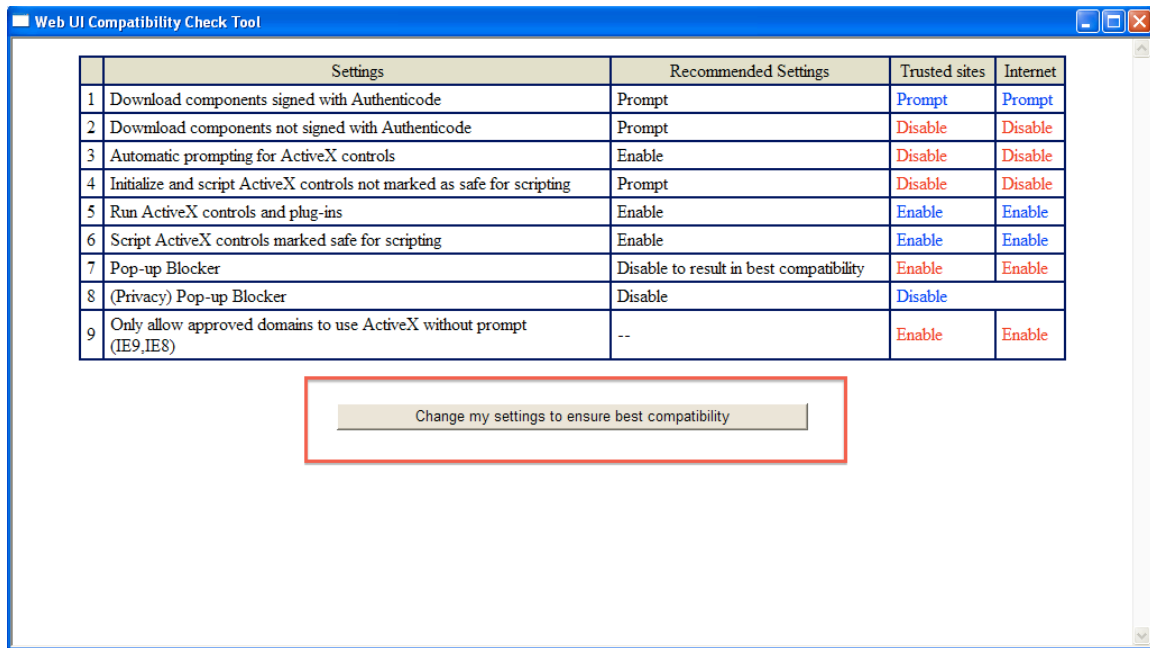 Web UI Compatibility Check Tool
Settings Recommended Settings Trusted sites Internet
1 Download components signed with Authenticode Prompt Prompt Prompt
2 Dowmload components not signed with Authenticode Prompt Disable Disable
3 Automatic prompting for ActiveX controls Enable Disable Disable
4 Initialize and script ActiveX controls not marked as safe for scripting Prompt Disable Disable
5 Run ActiveX controls and plug-ins Enable Enable Enable
6 Script ActiveX controls marked safe for scripting Enable Enable Enable
7 Pop-up Blocker Disable to result in best compatibility Enable Enable
8 (Privacy) Pop-up Blocker Disable Disable
9 Only allow approved domains to use ActiveX without prompt
(IE9,IE8) -- Enable Enable
Change my settings to ensure best compatibility